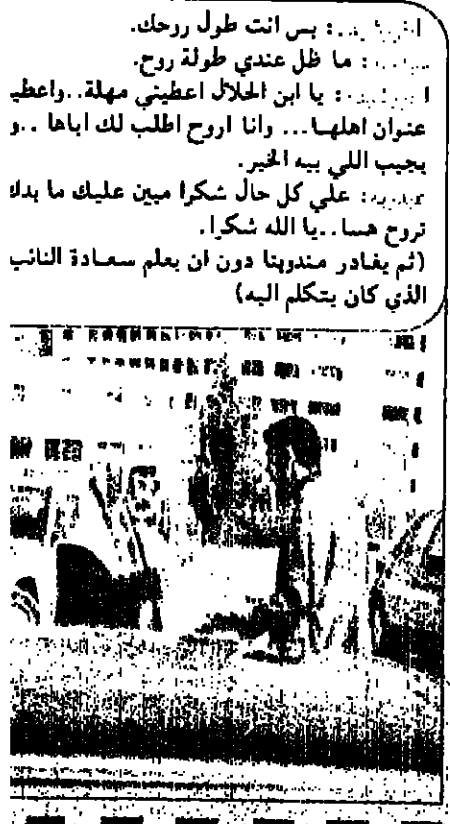 : بس انت طول روحك.
: ما ظل عندي طولة روح.
: يا ابن الحلال اعطيني مهلة..واعطيـ
عنوان اهلهـا... وانا اروح اطلب لك اباها ..و
بجيب اللي بيه الخير.
: علي كل حال شكرا مبين عليك ما بدك
تروح هسا..يا الله شكرا.
(ثم يغادر مندوبنا دون ان يعلم سعـادة النائب
الذي كان يتكلم اليه)